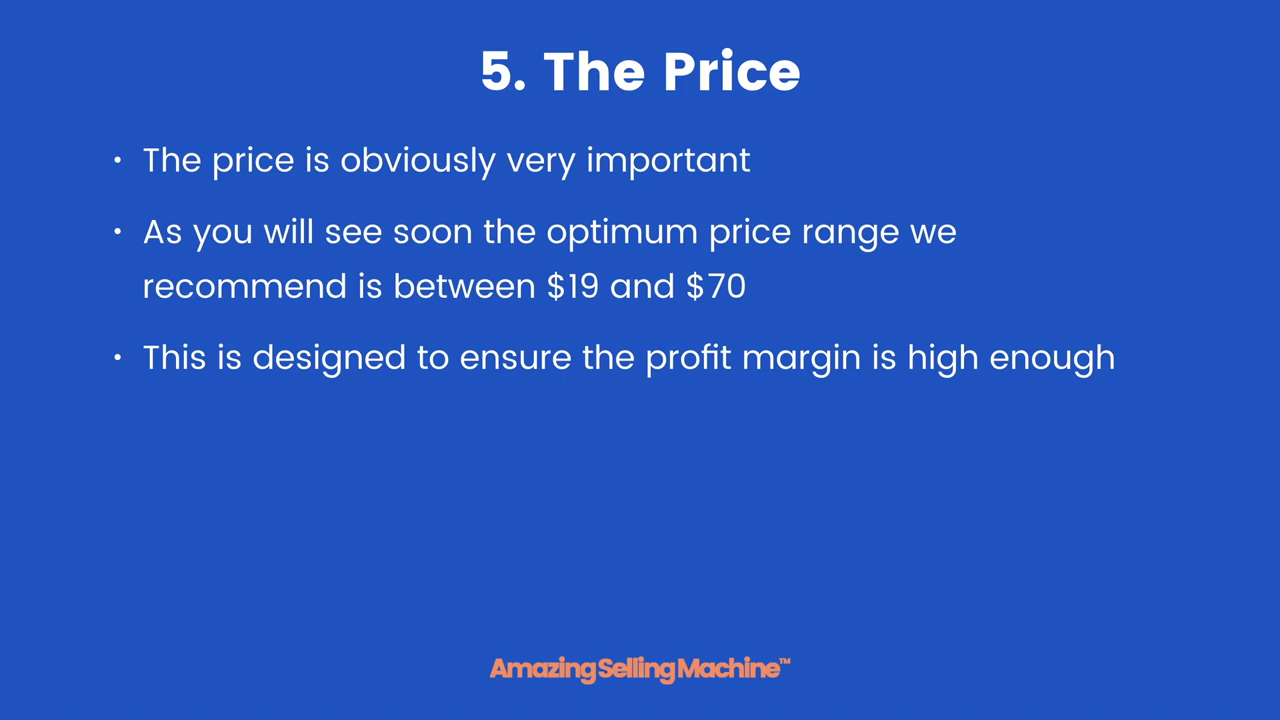 5. The Price
• The price is obviously very important
• As you will see soon the optimum price range we
recommend is between $19 and $70
• This is designed to ensure the profit margin is high enough
Amazing Selling Machine™